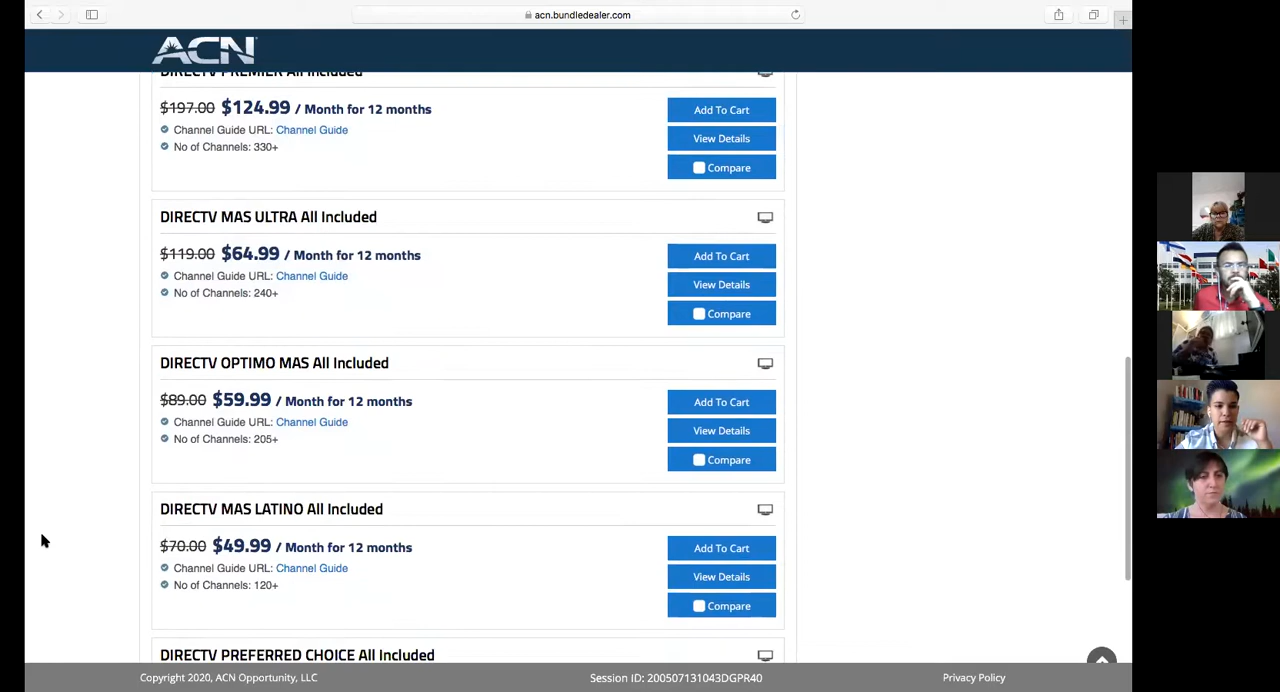 acn.bundledealer.com
ACN
DIRECTV PREMIER All Included
$197.00 $124.99 / Month for 12 months
Channel Guide URL: Channel Guide
No of Channels: 330+
Add To Cart
View Details
Compare
DIRECTV MAS ULTRA All Included
$119.00 $64.99 / Month for 12 months
Channel Guide URL: Channel Guide
No of Channels: 240+
Add To Cart
View Details
Compare
DIRECTV OPTIMO MAS All Included
$89.00 $59.99 / Month for 12 months
Channel Guide URL: Channel Guide
No of Channels: 205+
Add To Cart
View Details
Compare
DIRECTV MAS LATINO All Included
$70.00 $49.99 / Month for 12 months
Channel Guide URL: Channel Guide
No of Channels: 120+
Add To Cart
View Details
Compare
DIRECTV PREFERRED CHOICE All Included
Copyright 2020, ACN Opportunity, LLC
Session ID: 200507131043DGPR40
Privacy Policy